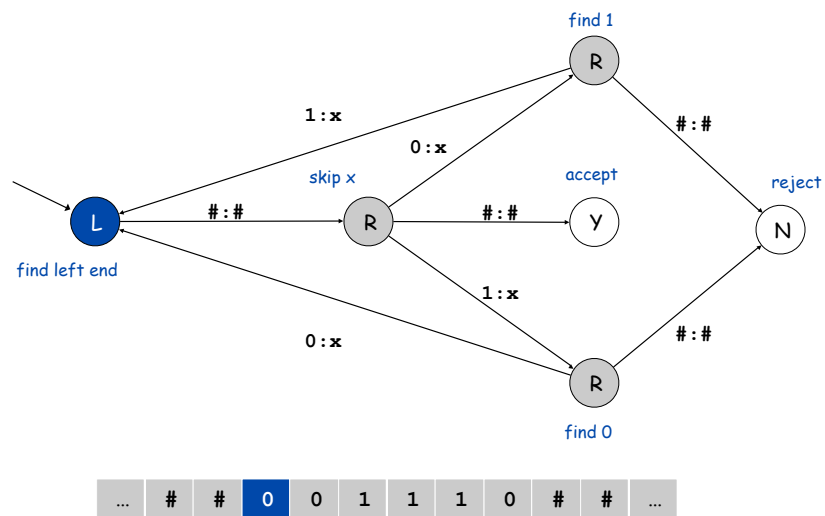 find 1
R
#:#
1:x
0:x
skip x
accept
reject
L
#:#
R
#:#
Y
N
find left end
1:x
0:x
#:#
R
find 0
… # # 0 0 1 1 1 0 # # …